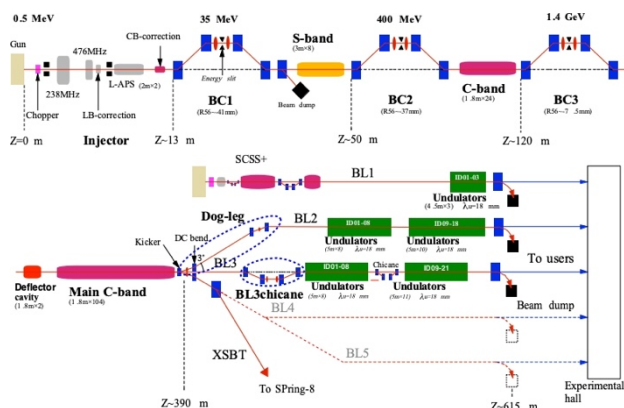 0.5 MeV
35 MeV
400 MeV
1.4 GeV
Gun
CB-correction
S-band
(3m×8)
476MHz
L-APS (2m×2)
Energy slit
238MHz
Chopper
LB-correction
Injector
BC1
(R56~-41mm)
Beam dump
BC2
(R56~-37mm)
C-band
(1.8m×24)
BC3
(R56~-7 .5mm)
Z=0 m
Z~13 m
Z~50 m
Z~120 m
SCSS+
BL1
ID01-03
Undulators
(4.5m×3) λu=18 mm
Dog-leg
BL2
ID01-08
ID09-18
Undulators
(5m×8) λu=18 mm
Undulators
(5m×10) λu=18 mm
Kicker
DC bend
3°
BL3
To users
Deflector
cavity
(1.8m×2)
Main C-band
(1.8m×104)
BL3chicane
ID01-08
Chicane
ID09-21
Undulators
(5m×8) λu=18 mm
Undulators
(5m×11) λu=18 mm
Beam dump
BL4
XSBT
BL5
To SPring-8
Z~390 m
Z~615 m
Experimental
hall